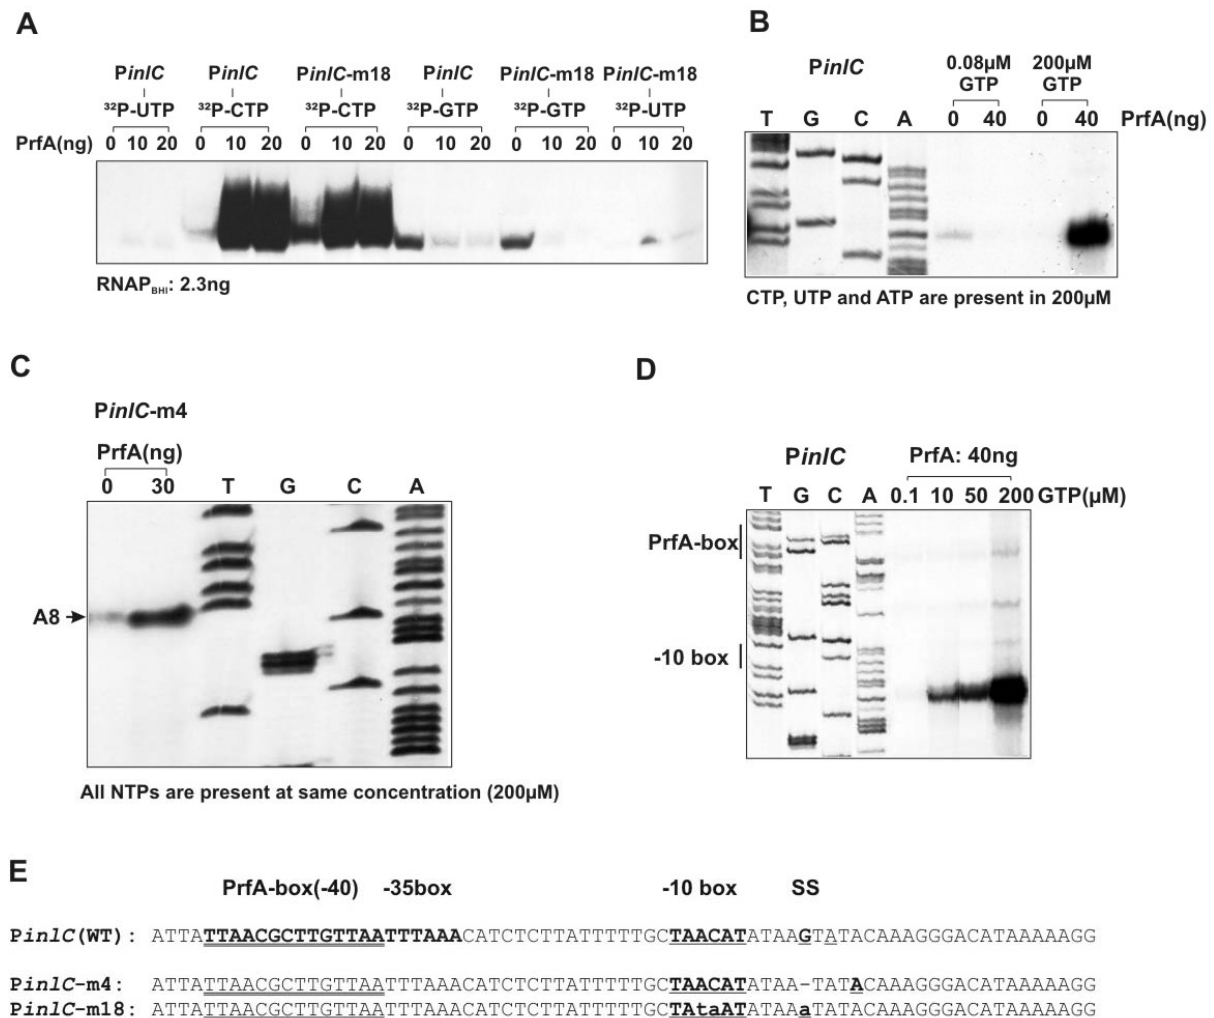 A
PinlC PinlC PinlC-m18 PinlC PinlC-m18 PinlC-m18
³²P-UTP ³²P-CTP ³²P-CTP ³²P-GTP ³²P-GTP ³²P-UTP
PrfA(ng) 0 10 20 0 10 20 0 10 20 0 10 20 0 10 20 0 10 20
RNAP_BHI: 2.3ng
B
PinlC 0.08µM GTP 200µM GTP
T G C A 0 40 0 40 PrfA(ng)
CTP, UTP and ATP are present in 200µM
C
PinlC-m4
PrfA(ng)
0 30 T G C A
A8
All NTPs are present at same concentration (200µM)
D
PinlC PrfA: 40ng
T G C A 0.1 10 50 200 GTP(µM)
PrfA-box
-10 box
E
PrfA-box(-40) -35box -10 box SS
PinlC(WT): ATTATTAACGCTTGTTAATTTAAACATCTCTTATTTTTGCTAACATATAAGTATACAAAGGGACATAAAAAGG
PinlC-m4: ATTATTAACGCTTGTTAATTTAAACATCTCTTATTTTTGCTAACATATAA-TATACAAAGGGACATAAAAAGG
PinlC-m18: ATTATTAACGCTTGTTAATTTAAACATCTCTTATTTTTGCTAtaATATAAaTATACAAAGGGACATAAAAAGG